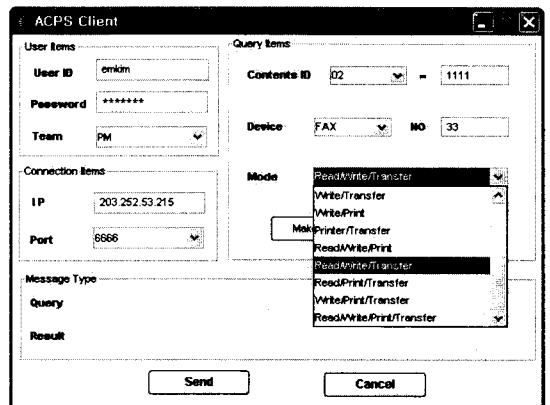 ACPS Client
User Items
User ID emkim
Password *******
Team PM
Connection Items
IP 203.252.53.215
Port 6666
Query Items
Contents ID 02 - 1111
Device FAX NO 33
Mode Read/Write/Transfer
Write/Transfer
Write/Print
Printer/Transfer
Read/Write/Print
Read/Write/Transfer
Read/Print/Transfer
Write/Print/Transfer
Read/Write/Print/Transfer
Make
Message Type
Query
Result
Send Cancel